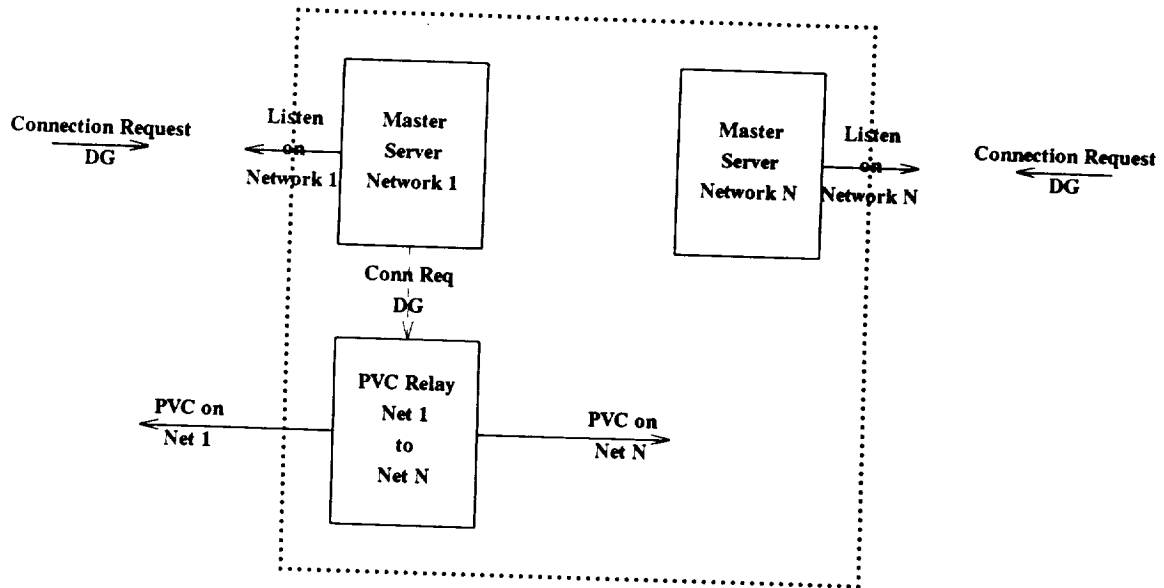 Connection Request
DG
Listen
on
Network 1
Master
Server
Network 1
Master
Server
Network N
Listen
on
Network N
Connection Request
DG
Conn Req
DG
PVC Relay
Net 1
to
Net N
PVC on
Net 1
PVC on
Net N